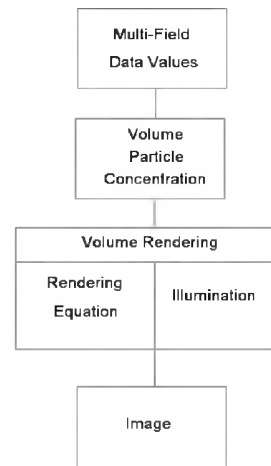 Multi-Field
Data Values
Volume
Particle
Concentration
Volume Rendering
Rendering
Equation
Illumination
Image